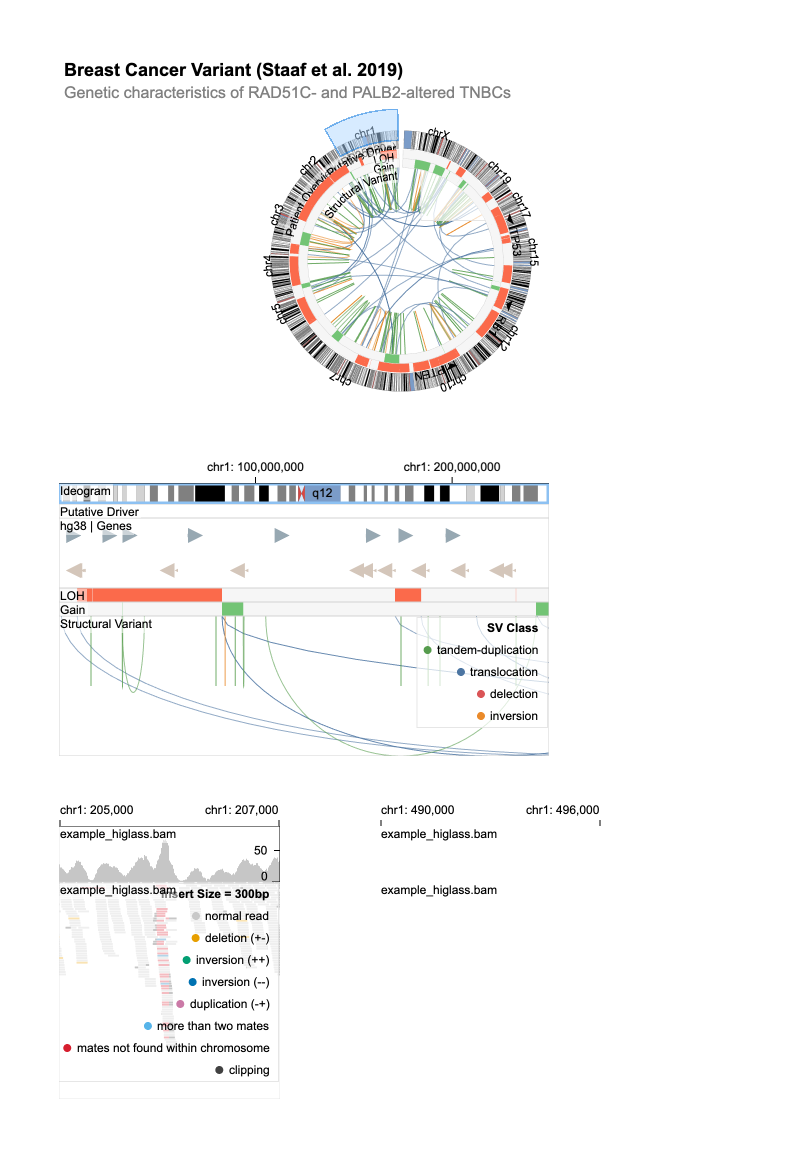 Breast Cancer Variant (Staaf et al. 2019)
Genetic characteristics of RAD51C- and PALB2-altered TNBCs
chr1
chrX
chr2
Putative Driver
LOH
Gain
Structural Variant
chr19
chr3
chr17
TP53
chr15
chr4
chr5
chr12
chr7
PTEN
chr10
chr1: 100,000,000
chr1: 200,000,000
Ideogram
q12
Putative Driver
hg38 | Genes
LOH
Gain
Structural Variant
SV Class
tandem-duplication
translocation
delection
inversion
chr1: 205,000
chr1: 207,000
chr1: 490,000
chr1: 496,000
example_higlass.bam
example_higlass.bam
50
0
example_higlass.bam
Insert Size = 300bp
example_higlass.bam
normal read
deletion (+-)
inversion (++)
inversion (--)
duplication (-+)
more than two mates
mates not found within chromosome
clipping